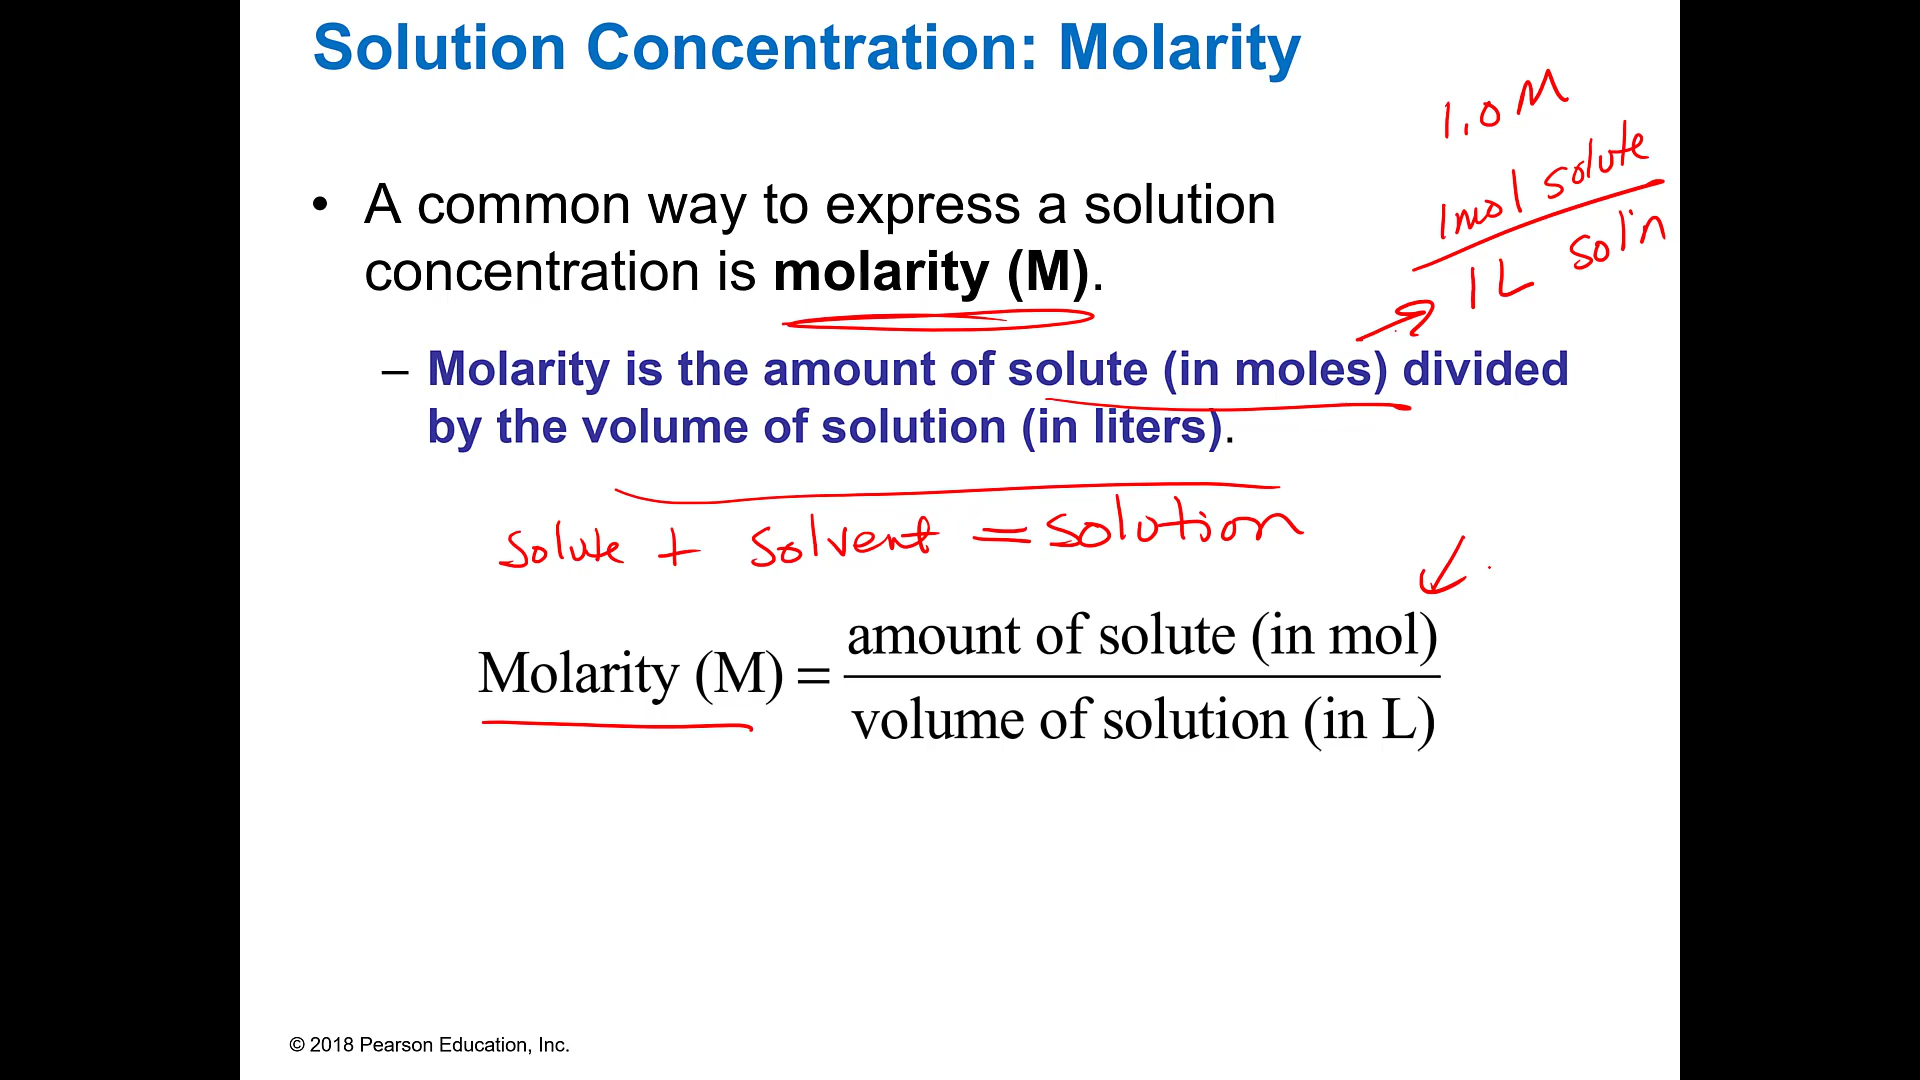 Solution Concentration: Molarity
1.0 M
1mol solute
1 L sol'n
• A common way to express a solution
concentration is molarity (M).
– Molarity is the amount of solute (in moles) divided
by the volume of solution (in liters).
solute + solvent = solution
Molarity (M) = amount of solute (in mol)
volume of solution (in L)
© 2018 Pearson Education, Inc.